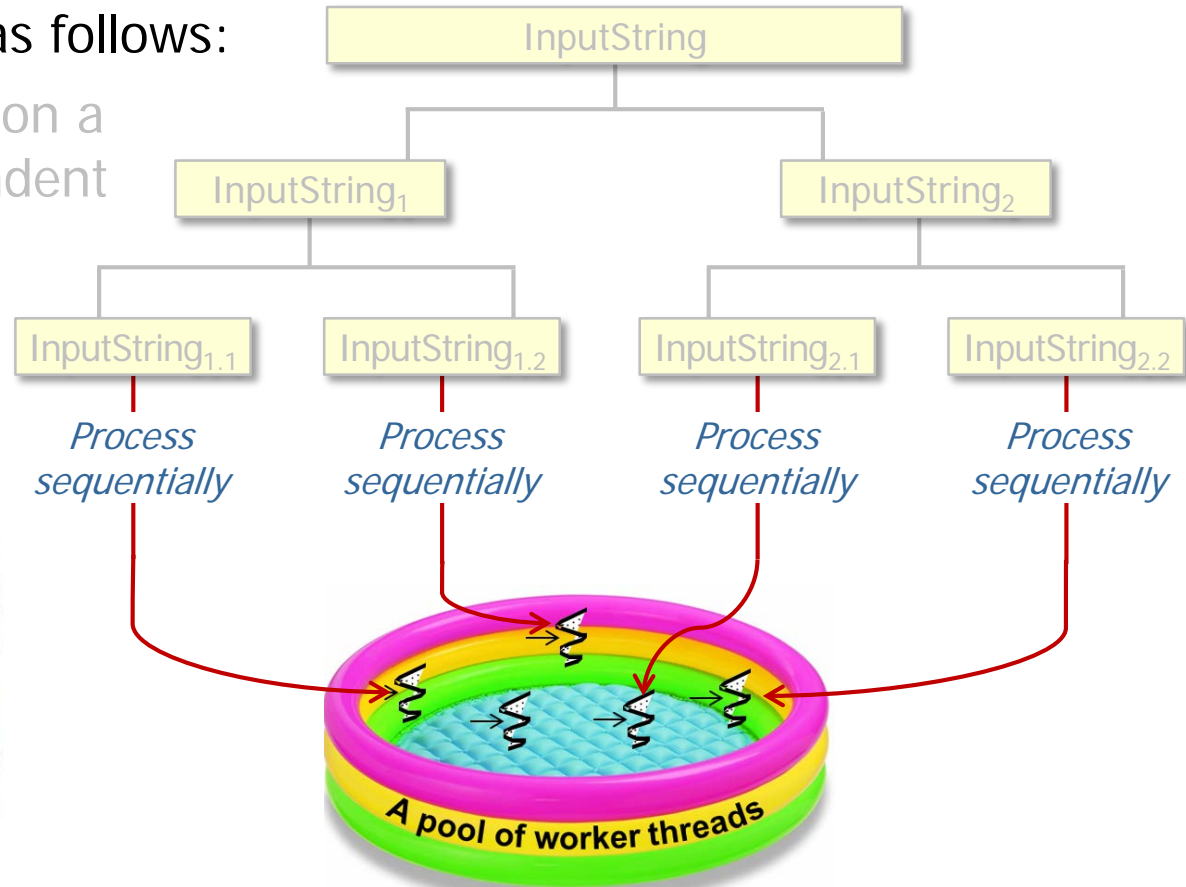 as follows:
on a
ndent
InputString
InputString₁
InputString₂
InputString₁.₁
InputString₁.₂
InputString₂.₁
InputString₂.₂
Process
sequentially
Process
sequentially
Process
sequentially
Process
sequentially
A pool of worker threads